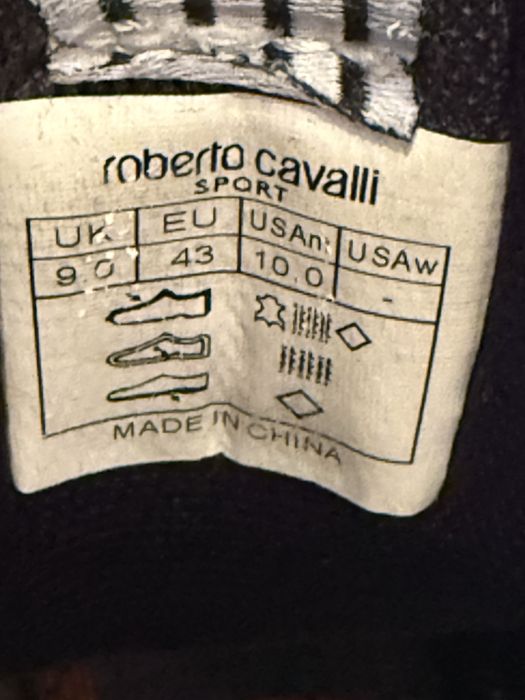 roberto cavalli
SPORT
UK EU USAm USAw
9.0 43 10.0 -
MADE IN CHINA